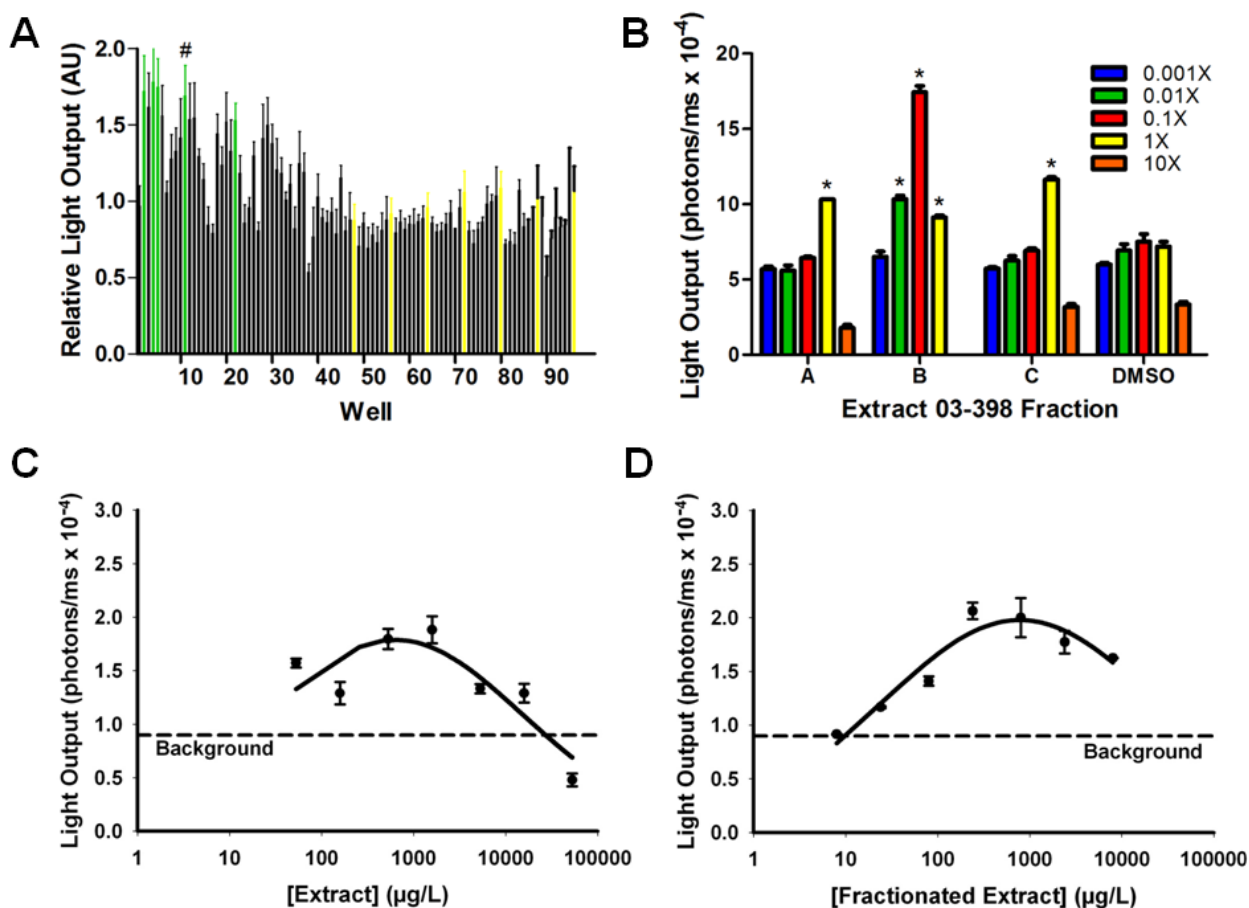 A
Relative Light Output (AU)
2.0
1.5
1.0
0.5
0.0
#
10 20 30 40 50 60 70 80 90
Well
B
Light Output (photons/ms x 10⁻⁴)
20
15
10
5
0
* * * * *
0.001X
0.01X
0.1X
1X
10X
A B C DMSO
Extract 03-398 Fraction
C
Light Output (photons/ms x 10⁻⁴)
3.0
2.5
2.0
1.5
1.0
0.5
0.0
Background
1 10 100 1000 10000 100000
[Extract] (µg/L)
D
Light Output (photons/ms x 10⁻⁴)
3.0
2.5
2.0
1.5
1.0
0.5
0.0
Background
1 10 100 1000 10000 100000
[Fractionated Extract] (µg/L)